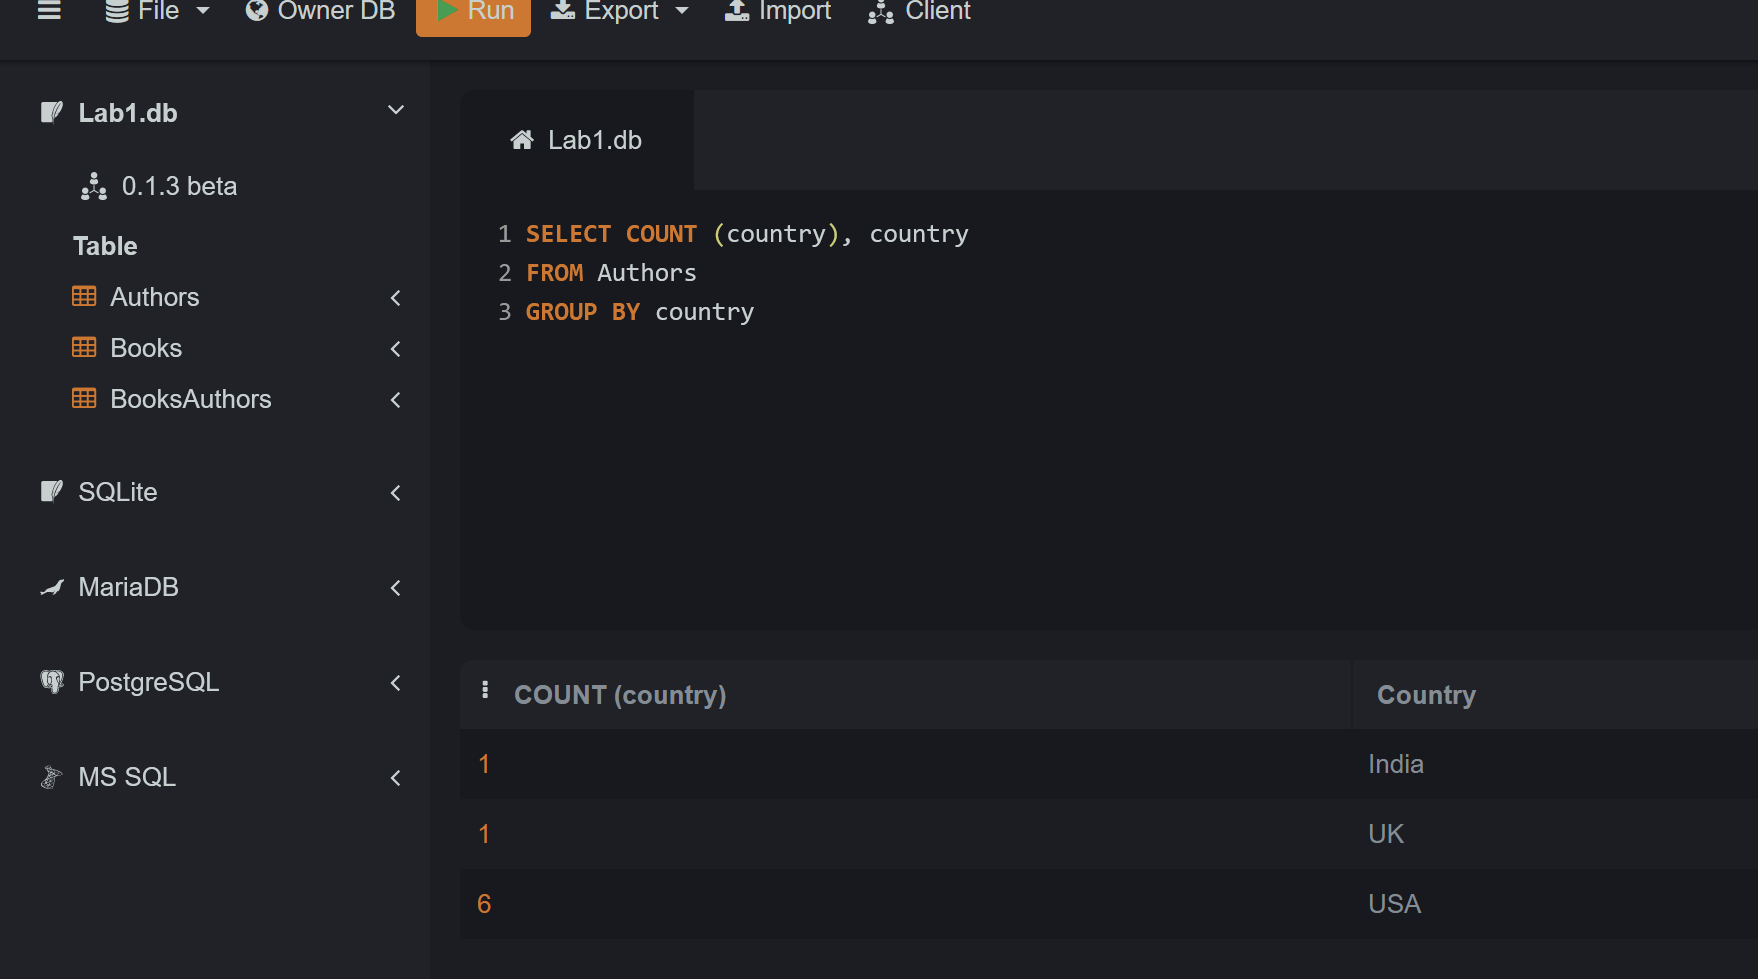 File Owner DB Run Export Import Client
Lab1.db
0.1.3 beta
Table
Authors
Books
BooksAuthors
SQLite
MariaDB
PostgreSQL
MS SQL
Lab1.db
1 SELECT COUNT (country), country
2 FROM Authors
3 GROUP BY country
COUNT (country) Country
1 India
1 UK
6 USA